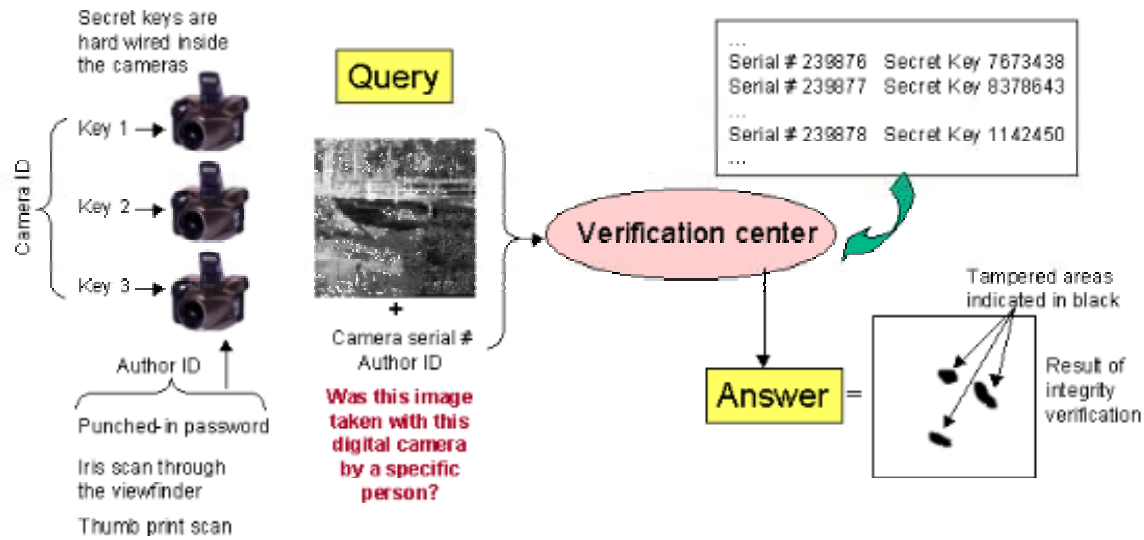 Secret keys are
hard wired inside
the cameras
Camera ID
Key 1
Key 2
Key 3
Author ID
Punched-in password
Iris scan through
the viewfinder
Thumb print scan
Query
+
Camera serial #
Author ID
Was this image
taken with this
digital camera
by a specific
person?
Verification center
...
Serial # 239876 Secret Key 7673438
Serial # 239877 Secret Key 8378643
...
Serial # 239878 Secret Key 1142450
...
Answer
=
Tampered areas
indicated in black
Result of
integrity
verification